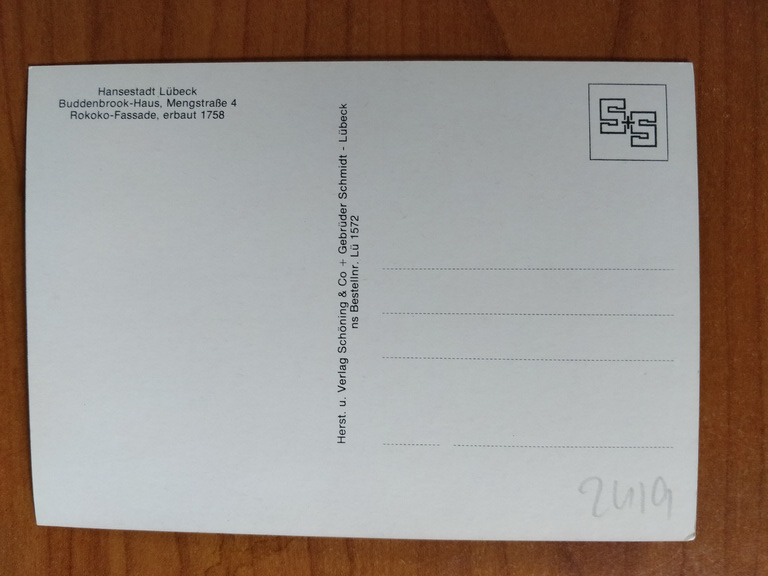 Hansestadt Lübeck
Buddenbrook-Haus, Mengstraße 4
Rokoko-Fassade, erbaut 1758
Herst. u. Verlag Schöning & Co + Gebrüder Schmidt - Lübeck
ns Bestellnr. Lü 1572
S+S
2419